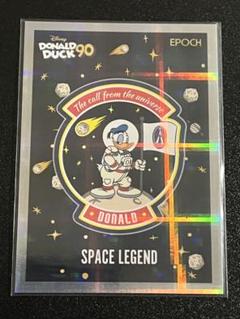 Disney
DONALD DUCK 90
EPOCH
The call from the universe
DONALD
SPACE LEGEND